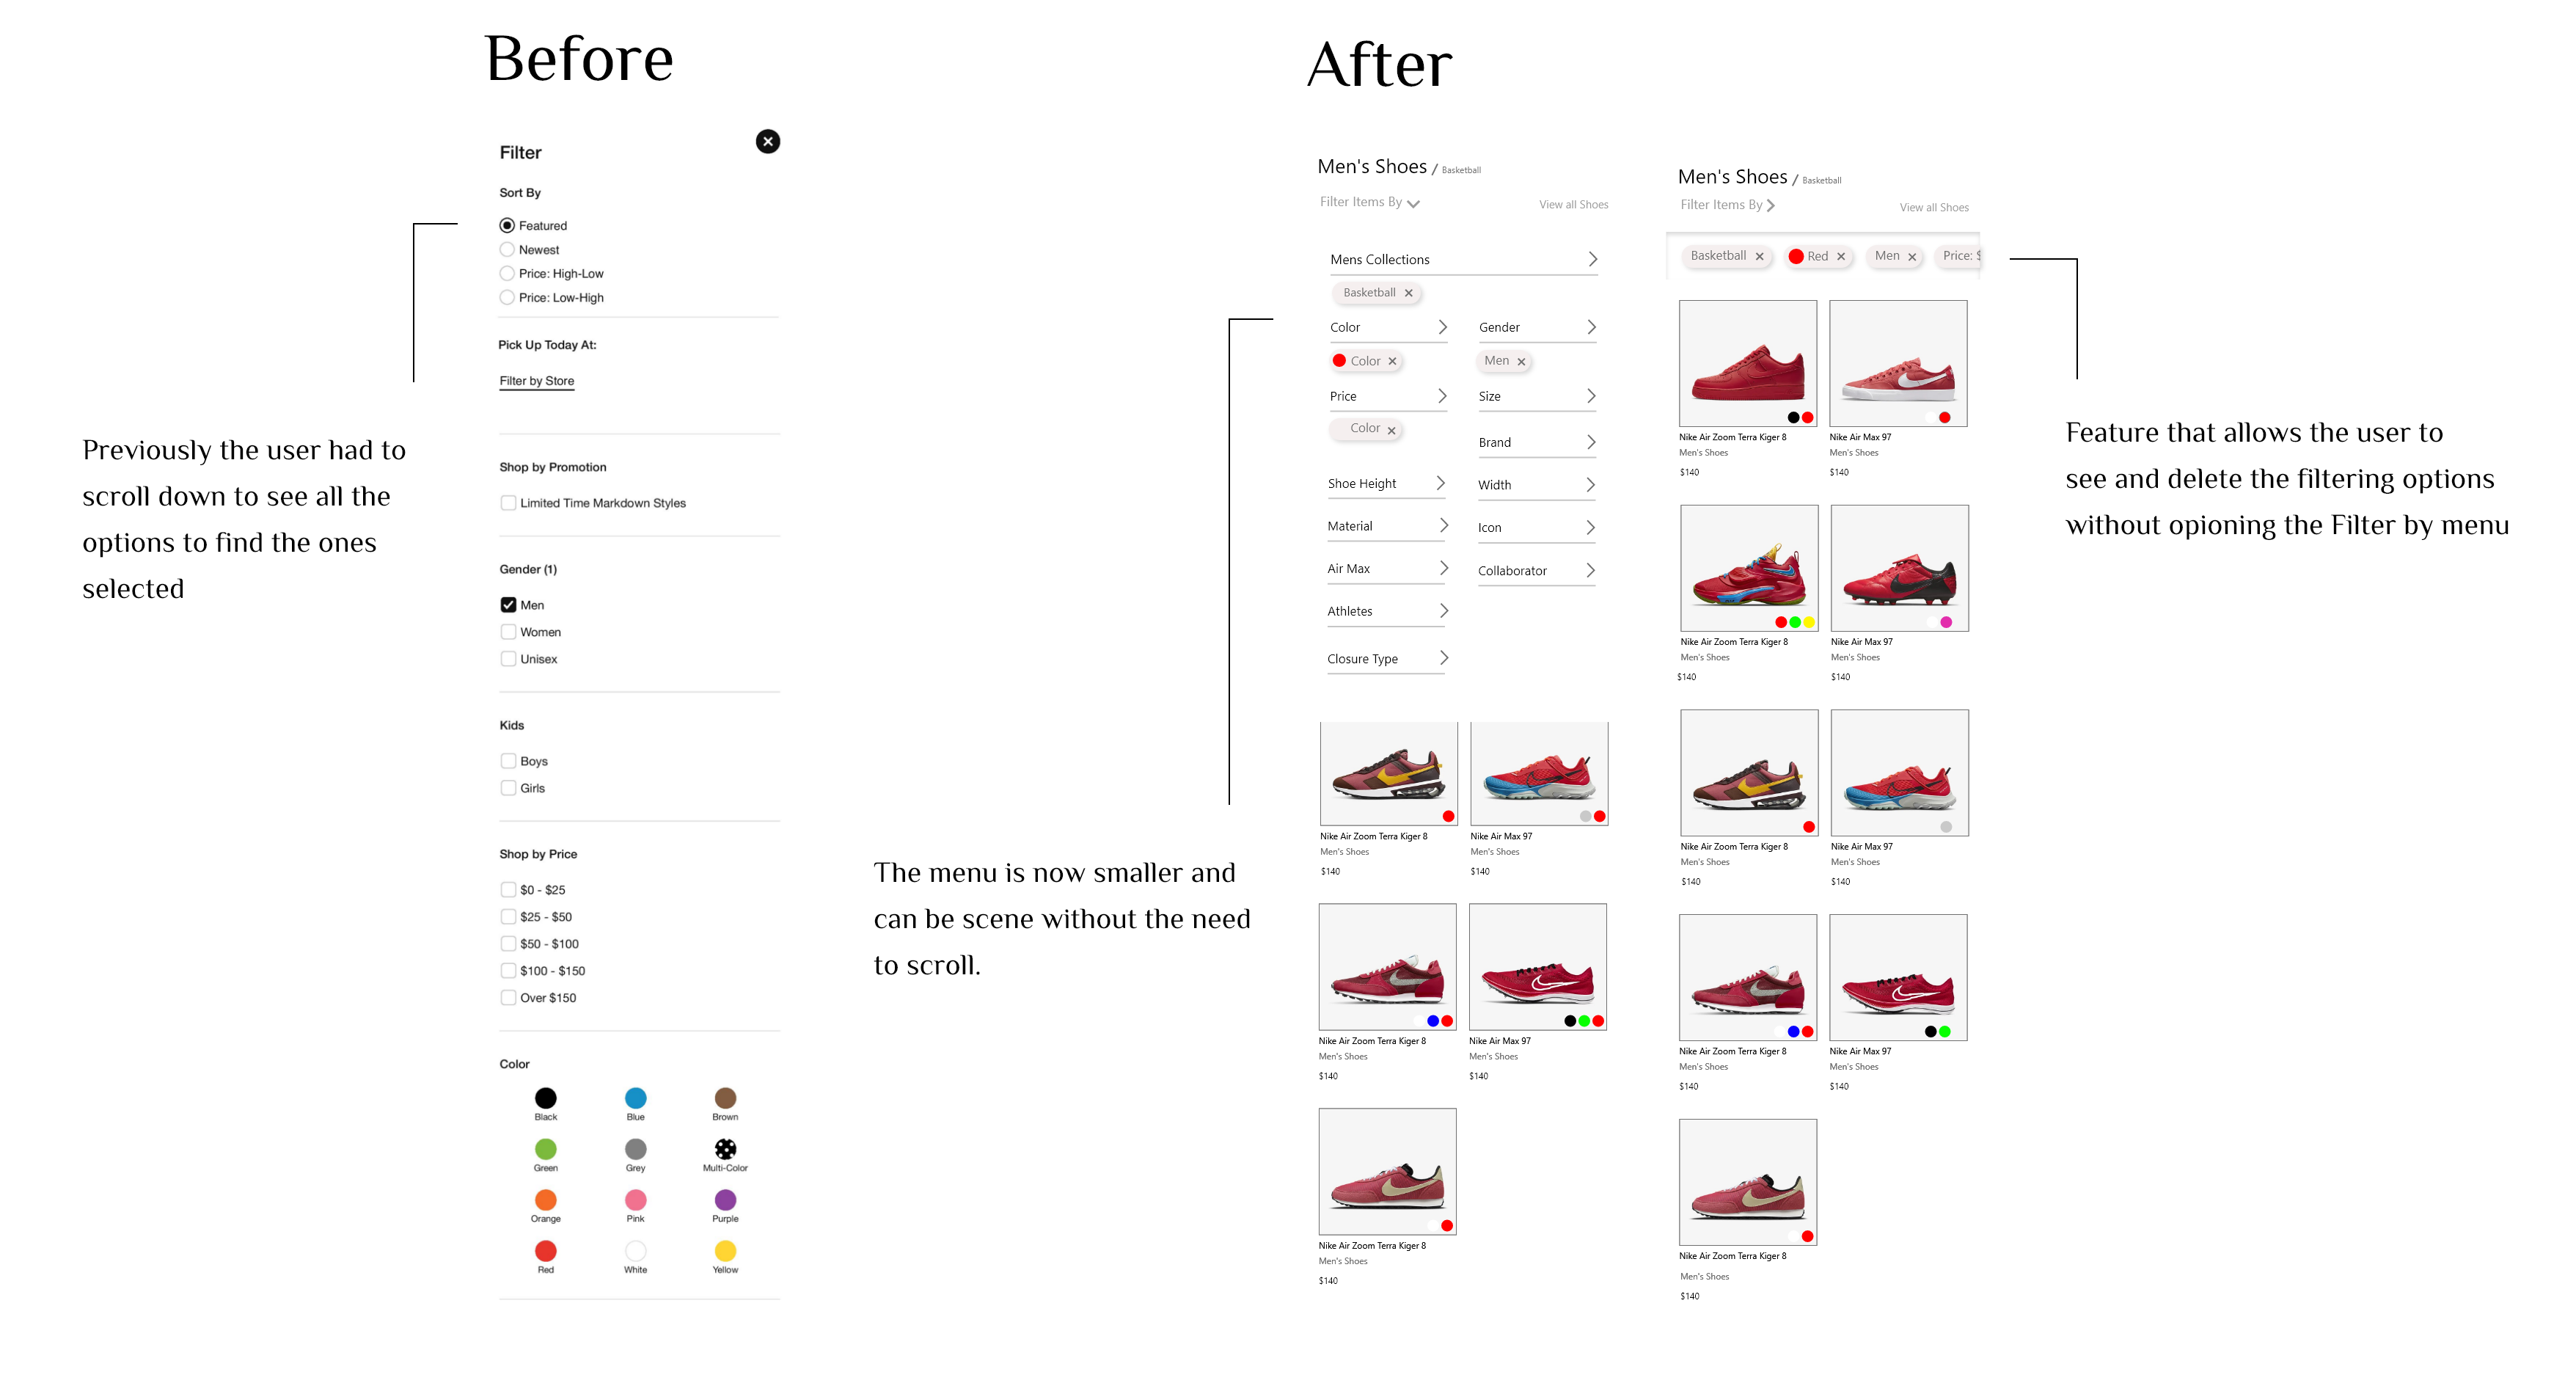 Before
Filter
Sort By
Featured
Newest
Price: High-Low
Price: Low-High
Pick Up Today At:
Filter by Store
Shop by Promotion
Limited Time Markdown Styles
Gender (1)
Men
Women
Unisex
Kids
Boys
Girls
Shop by Price
$0 - $25
$25 - $50
$50 - $100
$100 - $150
Over $150
Color
Black Blue Brown
Green Grey Multi-Color
Orange Pink Purple
Red White Yellow
Previously the user had to
scroll down to see all the
options to find the ones
selected
After
Men's Shoes / Basketball
Filter Items By View all Shoes
Mens Collections
Basketball ×
Color Gender
Color × Men ×
Price Size
Color ×
Brand
Shoe Height Width
Material Icon
Air Max Collaborator
Athletes
Closure Type
Nike Air Zoom Terra Kiger 8 Nike Air Max 97
Men's Shoes Men's Shoes
$140 $140
Nike Air Zoom Terra Kiger 8 Nike Air Max 97
Men's Shoes Men's Shoes
$140 $140
Nike Air Zoom Terra Kiger 8
Men's Shoes
$140
The menu is now smaller and
can be scene without the need
to scroll.
Men's Shoes / Basketball
Filter Items By View all Shoes
Basketball × Red × Men × Price: $
Nike Air Zoom Terra Kiger 8 Nike Air Max 97
Men's Shoes Men's Shoes
$140 $140
Nike Air Zoom Terra Kiger 8 Nike Air Max 97
Men's Shoes Men's Shoes
$140 $140
Nike Air Zoom Terra Kiger 8 Nike Air Max 97
Men's Shoes Men's Shoes
$140 $140
Nike Air Zoom Terra Kiger 8 Nike Air Max 97
Men's Shoes Men's Shoes
$140 $140
Nike Air Zoom Terra Kiger 8
Men's Shoes
$140
Feature that allows the user to
see and delete the filtering options
without opioning the Filter by menu